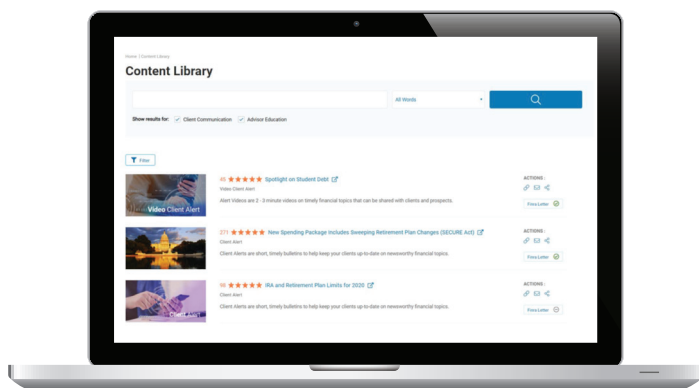 Home | Content Library
Content Library
All Words
Show results for: Client Communication Advisor Education
Filter
45 Spotlight on Student Debt
Video Client Alert
Alert Videos are 2 - 3 minute videos on timely financial topics that can be shared with clients and prospects.
ACTIONS :
Finra Letter
Video Client Alert
271 New Spending Package Includes Sweeping Retirement Plan Changes (SECURE Act)
Client Alert
Client Alerts are short, timely bulletins to help keep your clients up-to-date on newsworthy financial topics.
ACTIONS :
Finra Letter
96 IRA and Retirement Plan Limits for 2020
Client Alert
Client Alerts are short, timely bulletins to help keep your clients up-to-date on newsworthy financial topics.
ACTIONS :
Finra Letter
Client Alert